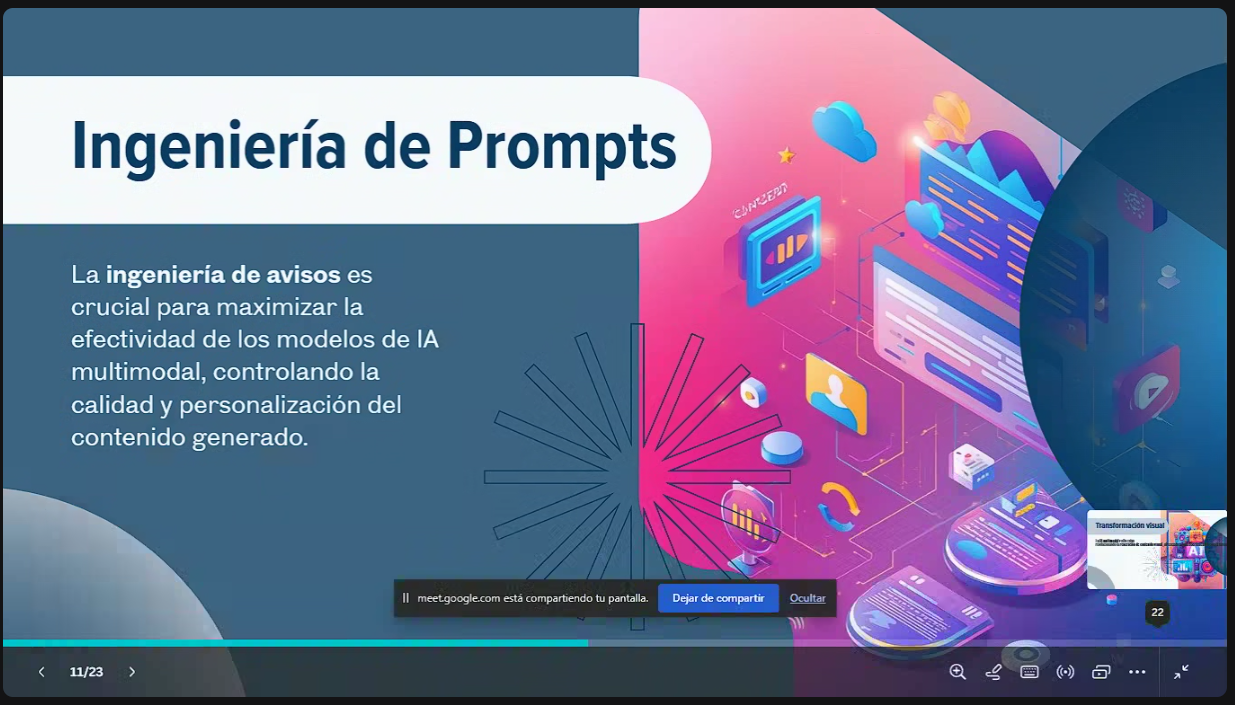 Ingeniería de Prompts
La ingeniería de avisos es
crucial para maximizar la
efectividad de los modelos de IA
multimodal, controlando la
calidad y personalización del
contenido generado.
Transformación visual
AI
meet.google.com está compartiendo tu pantalla.
Dejar de compartir
Ocultar
22
11/23